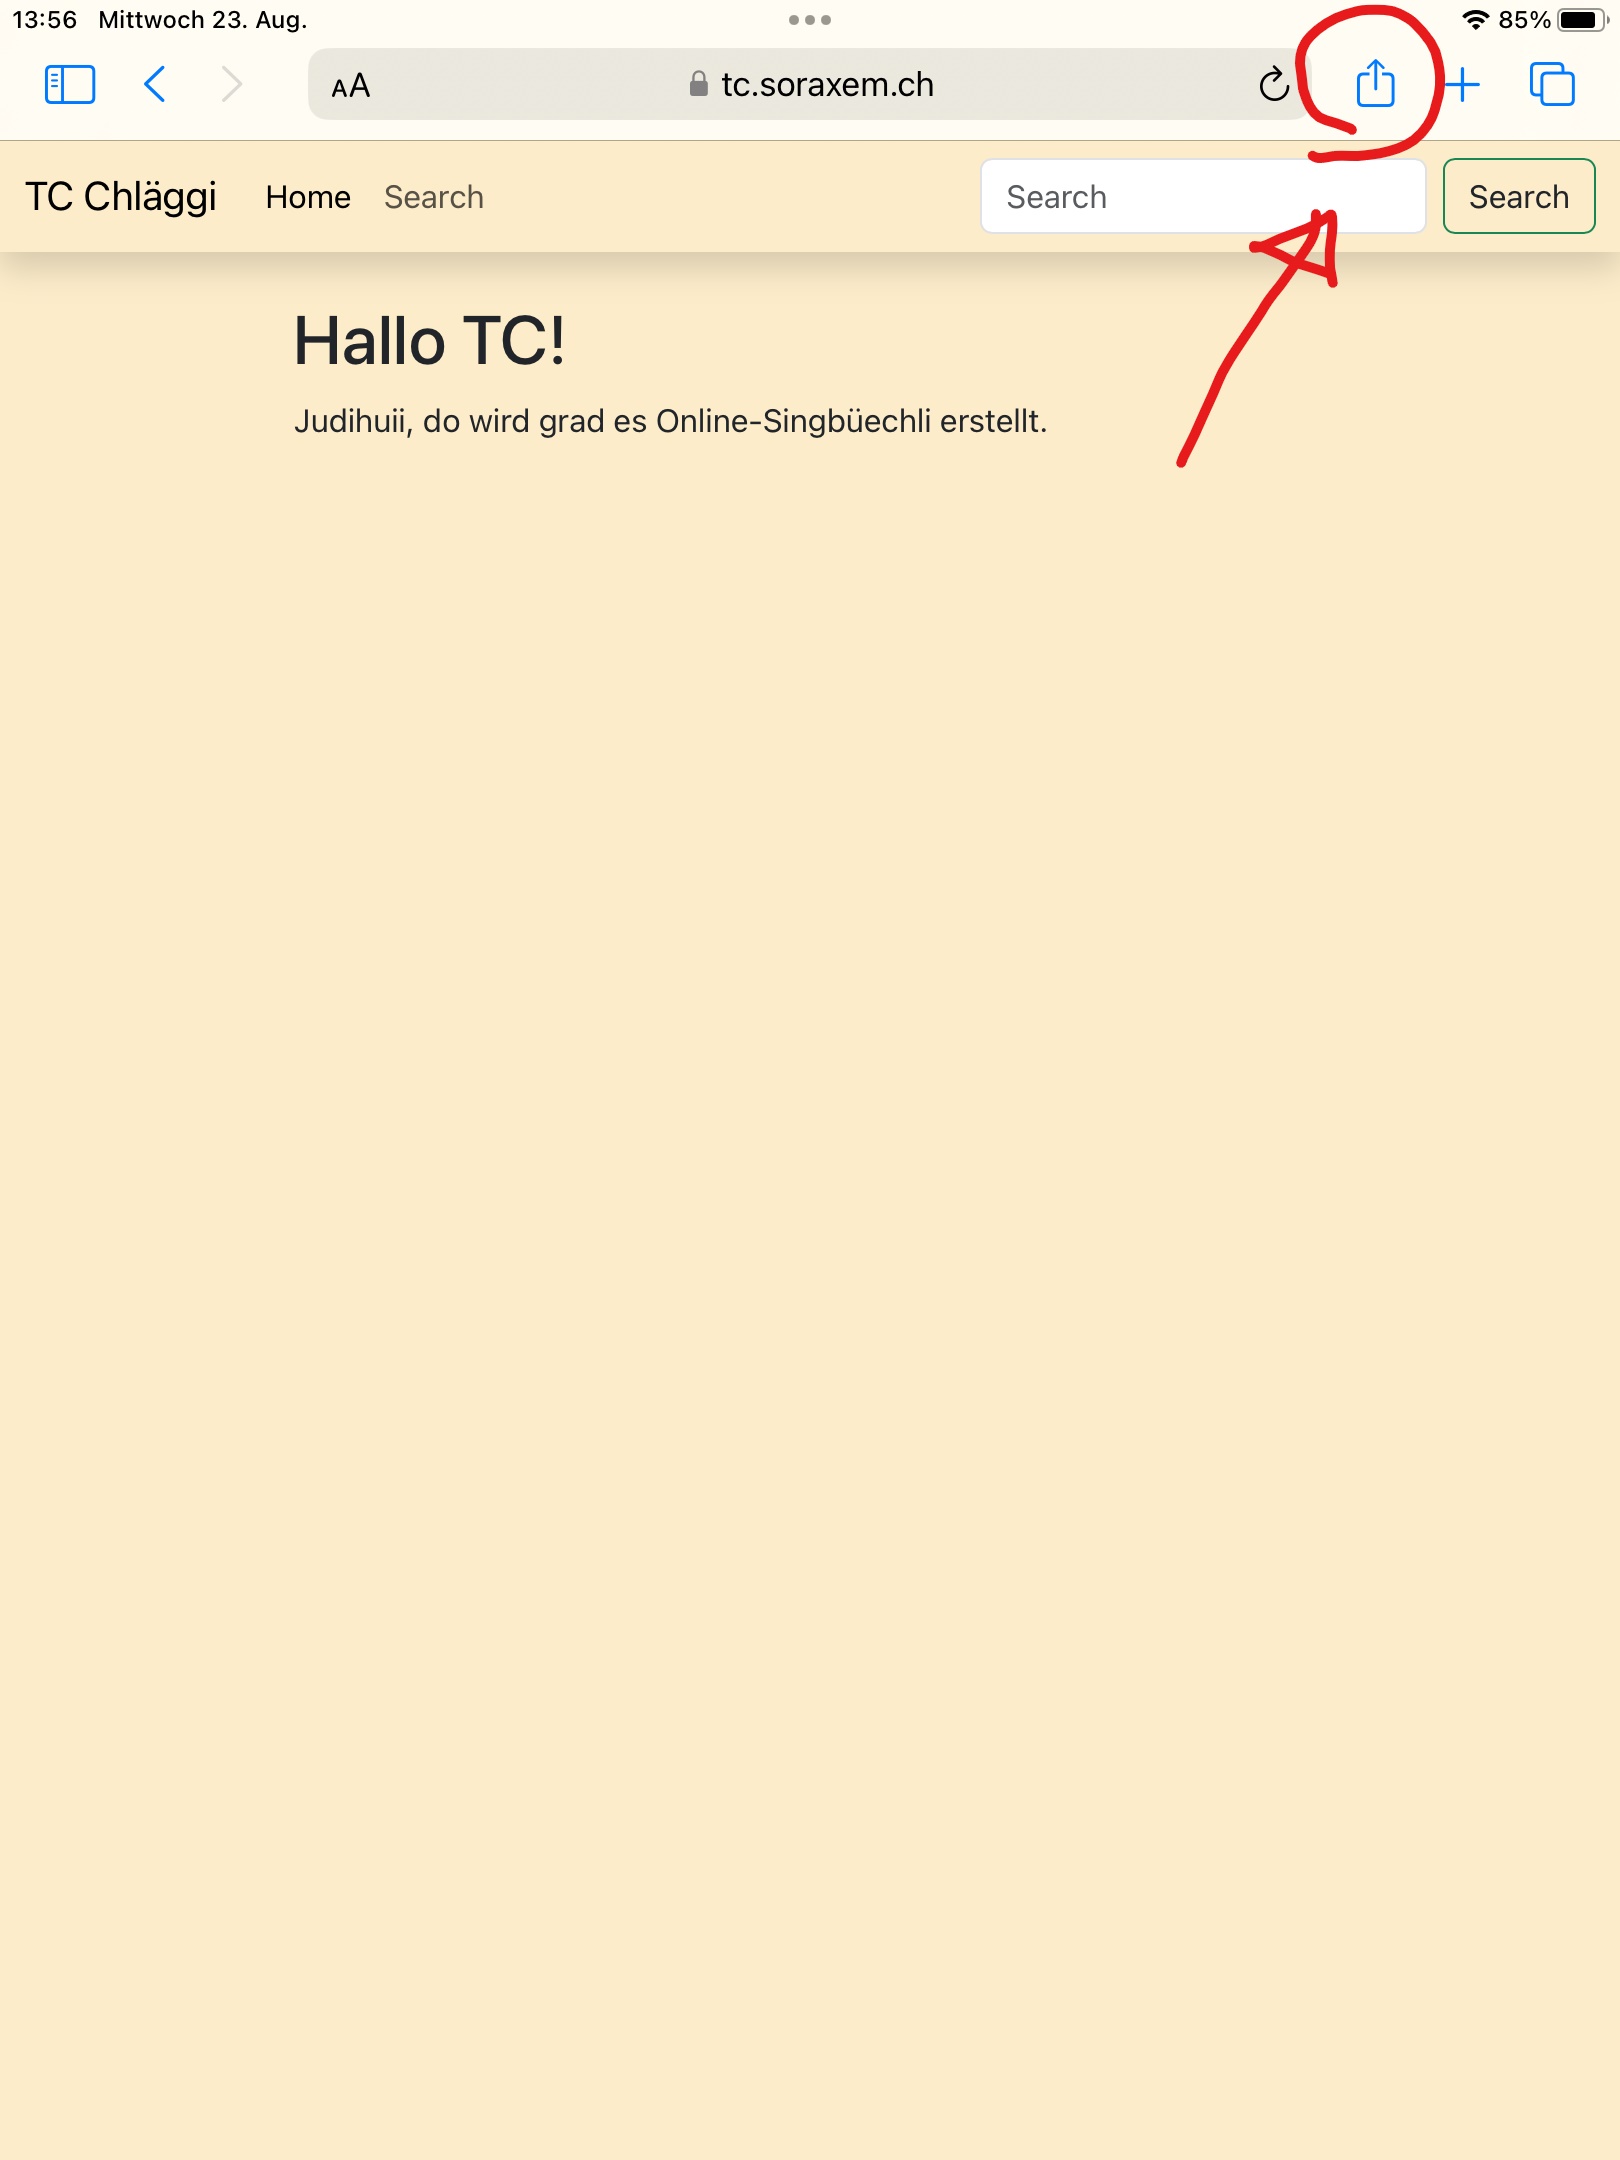 13:56 Mittwoch 23. Aug. 85%
AA tc.soraxem.ch
TC Chläggi Home Search Search Search
Hallo TC!
Judihuii, do wird grad es Online-Singbüechli erstellt.